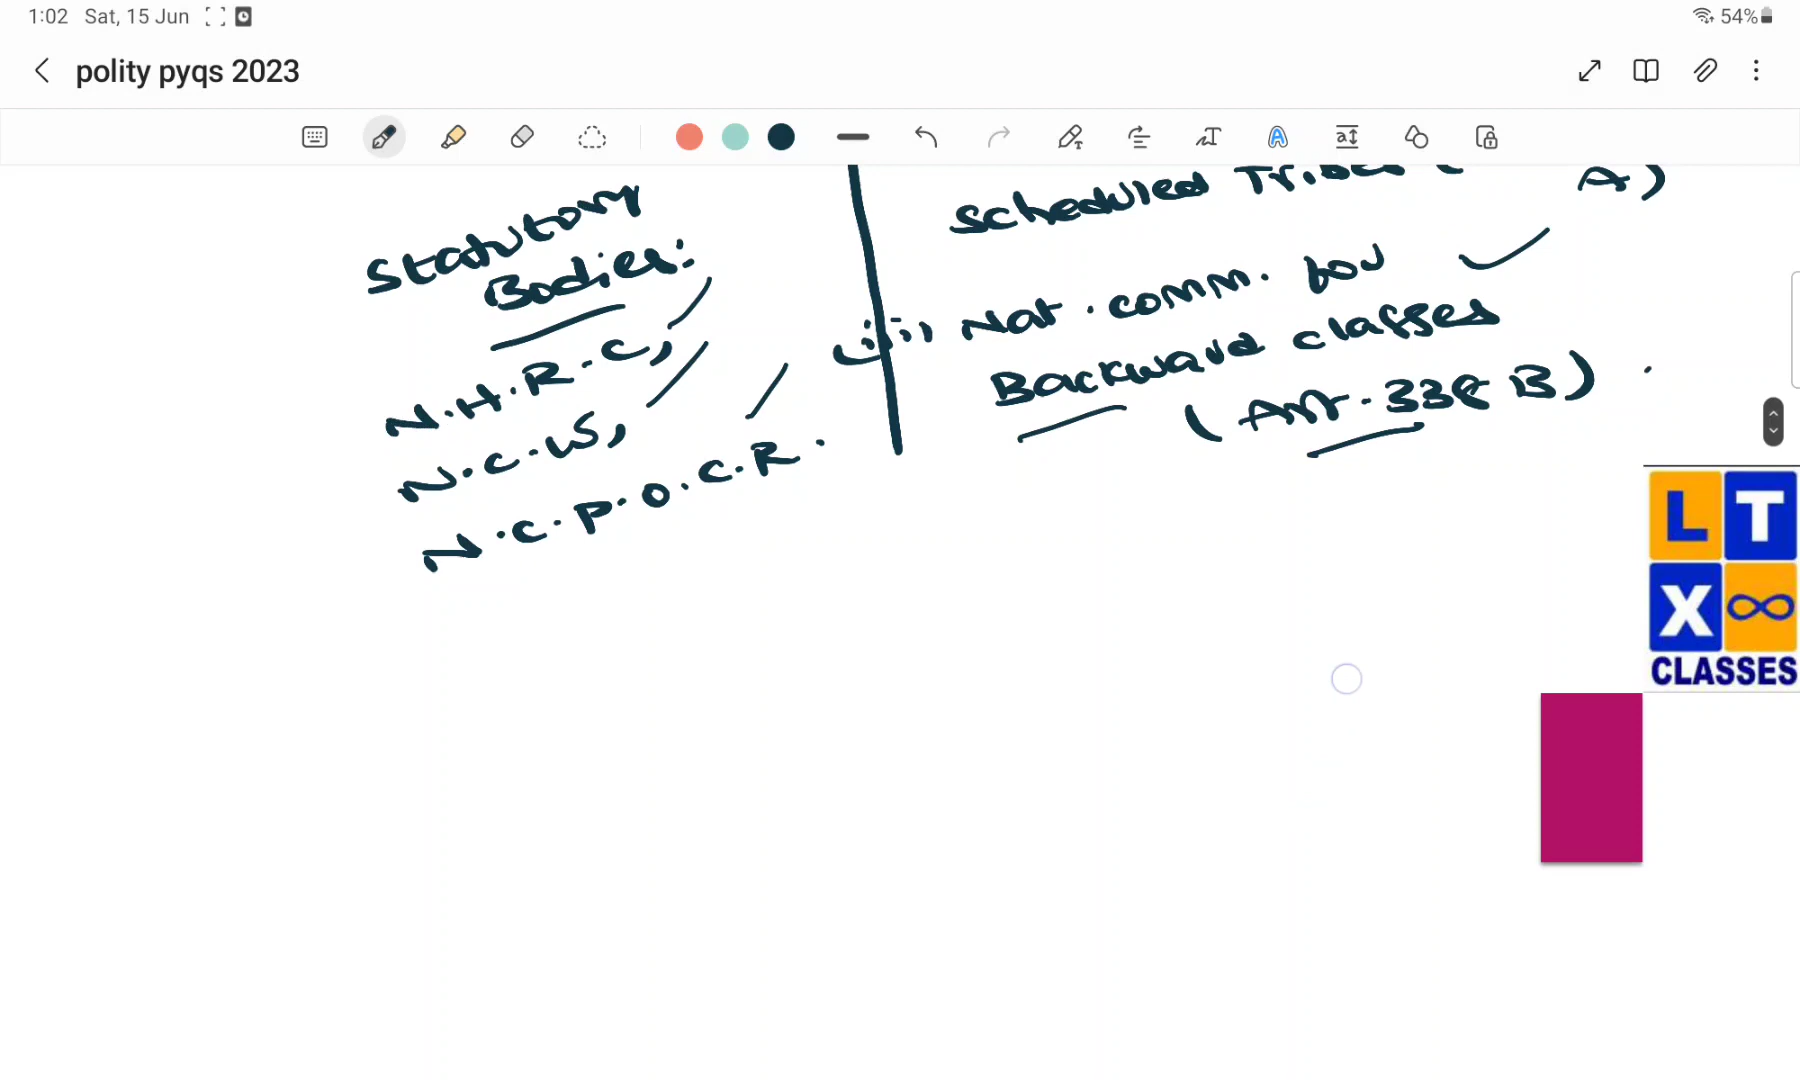 1:02 Sat, 15 Jun
54%
polity pyqs 2023
Statutory
Bodies:
N.H.R.C,
N.C.W,
N.C.P.O.C.R.
Scheduled Tribes (
A)
iii) Nat. comm. for
Backward classes
(Art. 338 B)
L T
X ∞
CLASSES